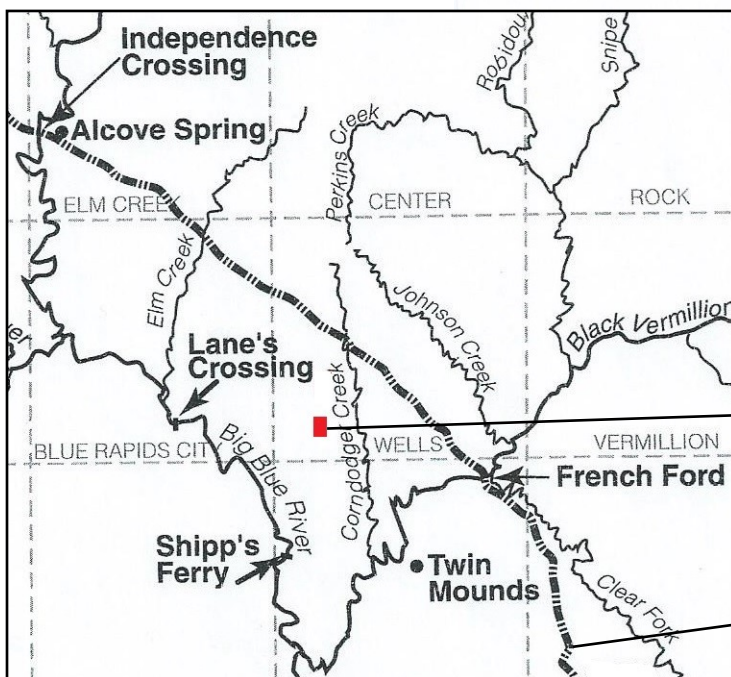 Independence
Crossing
Alcove Spring
Robidou
Snipe
Perkins Creek
ELM CREEK
CENTER
ROCK
Elm Creek
Johnson Creek
Black Vermillion
Lane's
Crossing
Corndodger Creek
BLUE RAPIDS CITY
Big Blue River
WELLS
VERMILLION
French Ford
Shipp's
Ferry
Twin
Mounds
Clear Fork